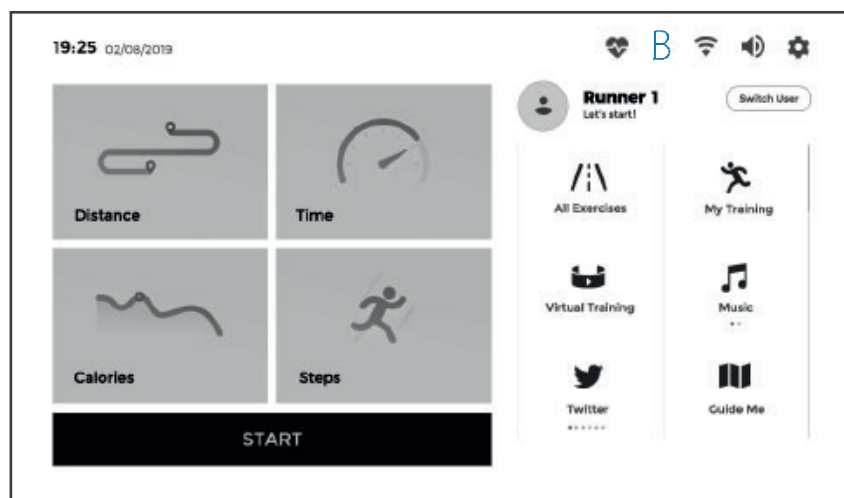 19:25 02/08/2019
B
Runner 1
Let's start!
Switch User
Distance
Time
All Exercises
My Training
Virtual Training
Music
Calories
Steps
Twitter
Guide Me
START